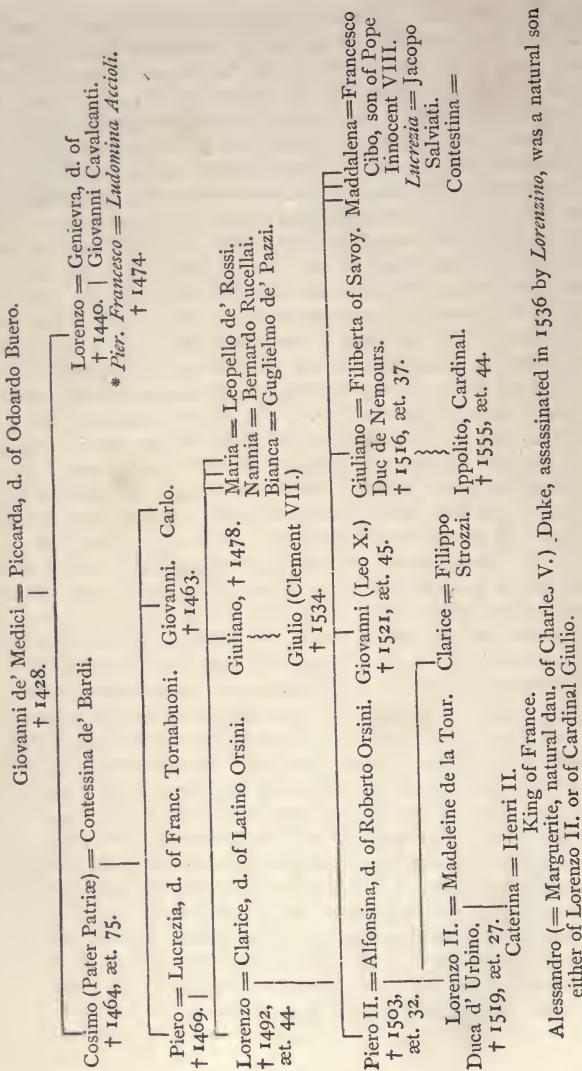 Giovanni de' Medici = Piccarda, d. of Odoardo Buero.
† 1428.
Cosimo (Pater Patriæ) = Contessina de' Bardi.
† 1464, æt. 75.
Lorenzo = Genievra, d. of
† 1440. | Giovanni Cavalcanti.
* Pier. Francesco = Ludomina Accioli.
† 1474.
Piero = Lucrezia, d. of Franc. Tornabuoni.
† 1469.
Giovanni.
† 1463.
Carlo.
Lorenzo = Clarice, d. of Latino Orsini.
† 1492,
æt. 44.
Giuliano, † 1478.
Giulio (Clement VII.)
† 1534.
Maria = Leopello de' Rossi.
Nannia = Bernardo Rucellai.
Bianca = Guglielmo de' Pazzi.
Piero II. = Alfonsina, d. of Roberto Orsini.
† 1503,
æt. 32.
Giovanni (Leo X.)
† 1521, æt. 45.
Giuliano = Filiberta of Savoy.
Duc de Nemours.
† 1516, æt. 37.
Ippolito, Cardinal.
† 1555, æt. 44.
Maddalena = Francesco
Cibo, son of Pope
Innocent VIII.
Lucrezia = Jacopo
Salviati.
Contestina =
Lorenzo II. = Madeleine de la Tour.
Duca d' Urbino.
† 1519, æt. 27.
Clarice = Filippo
Strozzi.
Caterina = Henri II.
King of France.
Alessandro (= Marguerite, natural dau. of Charle. V.) Duke, assassinated in 1536 by Lorenzino, was a natural son
either of Lorenzo II. or of Cardinal Giulio.